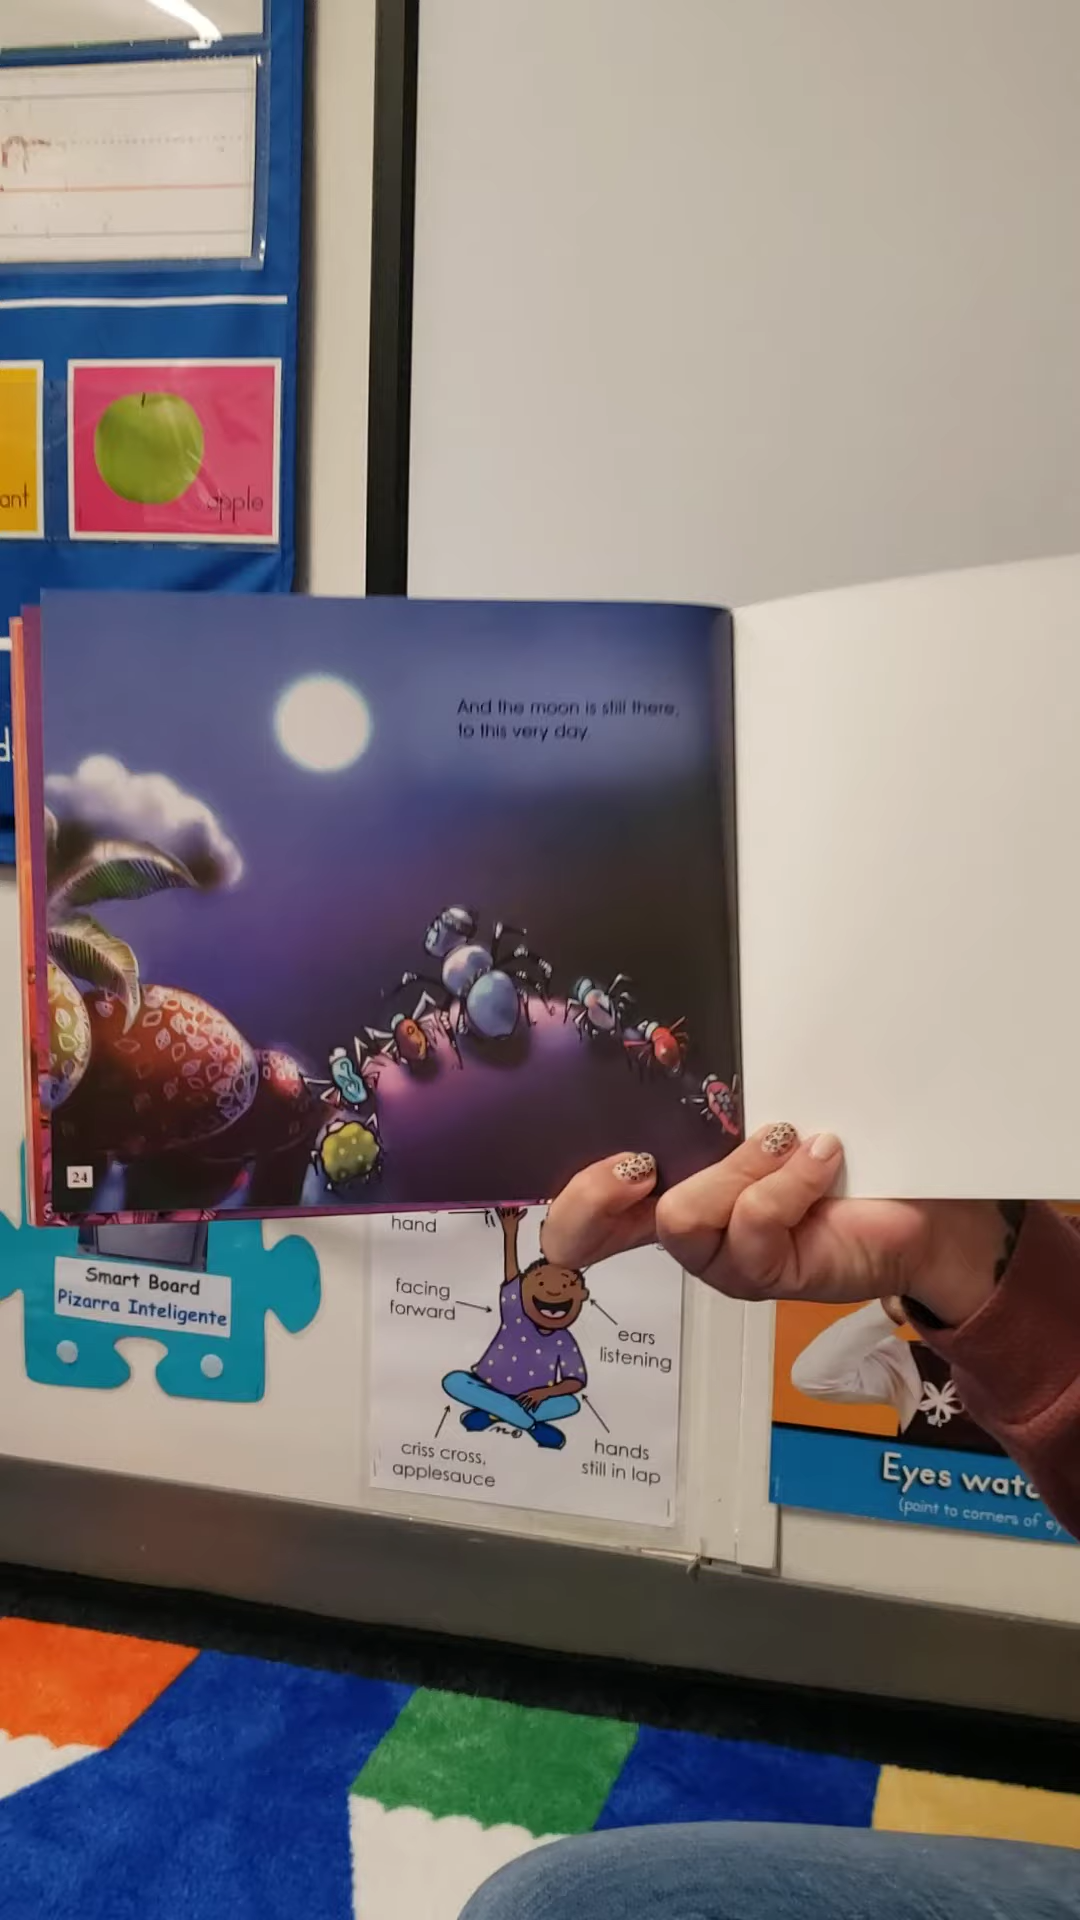 ant
apple
And the moon is still there,
to this very day.
24
Smart Board
Pizarra Inteligente
hand
facing
forward
ears
listening
criss cross,
applesauce
hands
still in lap
Eyes
(point to corners of